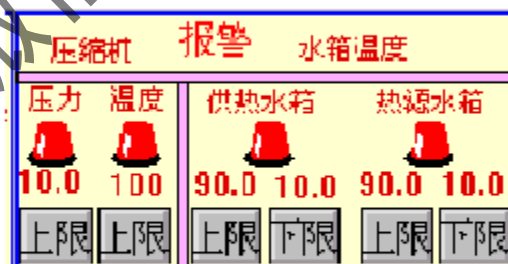 压缩机 报警 水箱温度
压力 温度 供热水箱 热源水箱
10.0 100 90.0 10.0 90.0 10.0
上限 上限 上限 下限 上限 下限